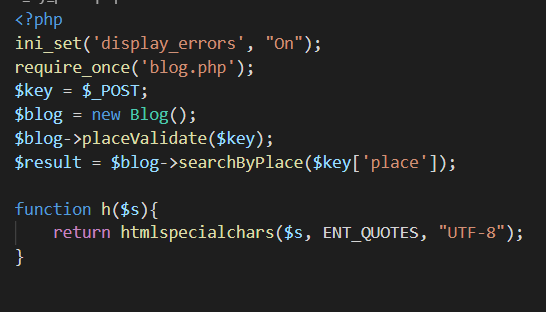 <?php
ini_set('display_errors', "On");
require_once('blog.php');
$key = $_POST;
$blog = new Blog();
$blog->placeValidate($key);
$result = $blog->searchByPlace($key['place']);
function h($s){
    return htmlspecialchars($s, ENT_QUOTES, "UTF-8");
}